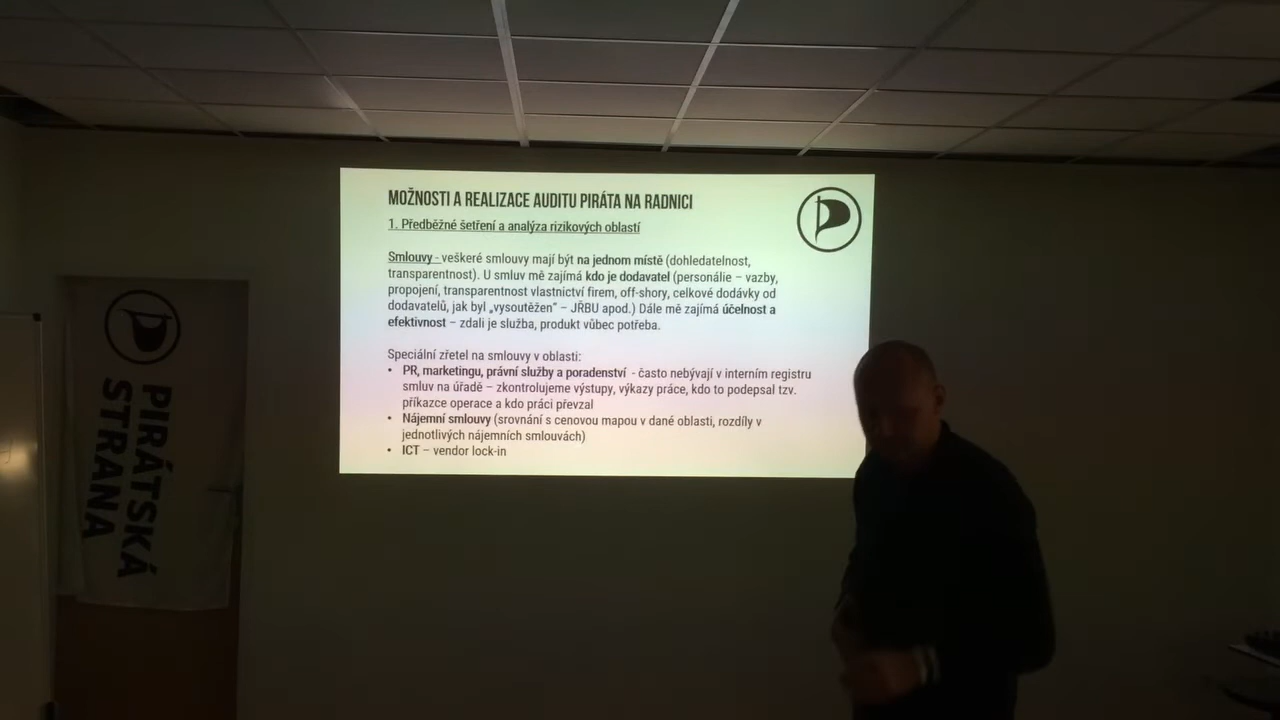 MOŽNOSTI A REALIZACE AUDITU PIRÁTA NA RADNICI
1. Předběžné šetření a analýza rizikových oblastí
Smlouvy - veškeré smlouvy mají být na jednom místě (dohledatelnost,
transparentnost). U smluv mě zajímá kdo je dodavatel (personálie – vazby,
propojení, transparentnost vlastnictví firem, off-shory, celkové dodávky od
dodavatelů, jak byl „vysoutěžen“ – JŘBU apod.) Dále mě zajímá účelnost a
efektivnost – zdali je služba, produkt vůbec potřeba.
Speciální zřetel na smlouvy v oblasti:
• PR, marketingu, právní služby a poradenství - často nebývají v interním registru
smluv na úřadě – zkontrolujeme výstupy, výkazy práce, kdo to podepsal tzv.
příkazce operace a kdo práci převzal
• Nájemní smlouvy (srovnání s cenovou mapou v dané oblasti, rozdíly v
jednotlivých nájemních smlouvách)
• ICT – vendor lock-in
PIRÁTSKÁ
STRANA